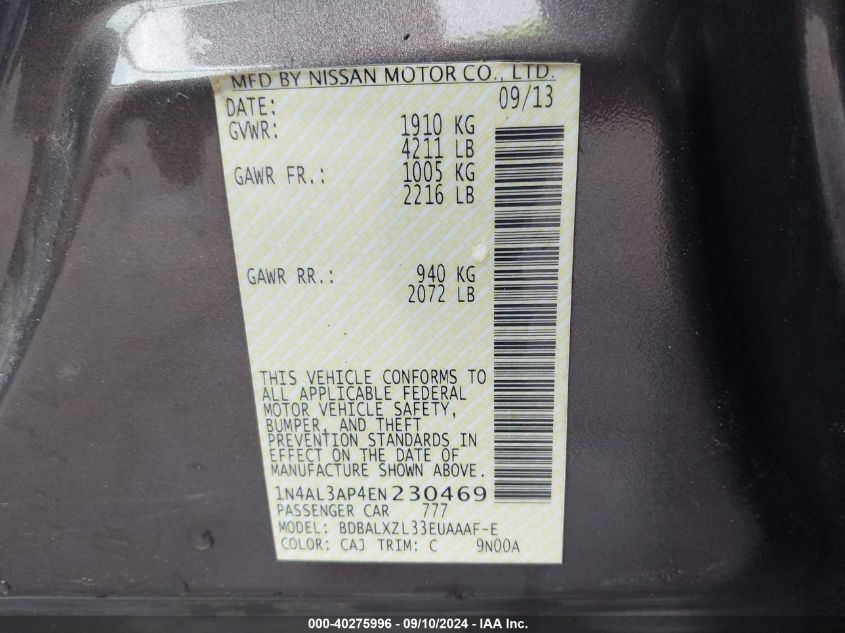 MFD BY NISSAN MOTOR CO., LTD.
DATE: 09/13
GVWR: 1910 KG
4211 LB
GAWR FR.: 1005 KG
2216 LB
GAWR RR.: 940 KG
2072 LB
THIS VEHICLE CONFORMS TO
ALL APPLICABLE FEDERAL
MOTOR VEHICLE SAFETY,
BUMPER, AND THEFT
PREVENTION STANDARDS IN
EFFECT ON THE DATE OF
MANUFACTURE SHOWN ABOVE.
1N4AL3AP4EN230469
PASSENGER CAR 777
MODEL: BDBALXZL33EUAAAF-E
COLOR: CAJ TRIM: C 9N00A
000-40275996 - 09/10/2024 - IAA Inc.